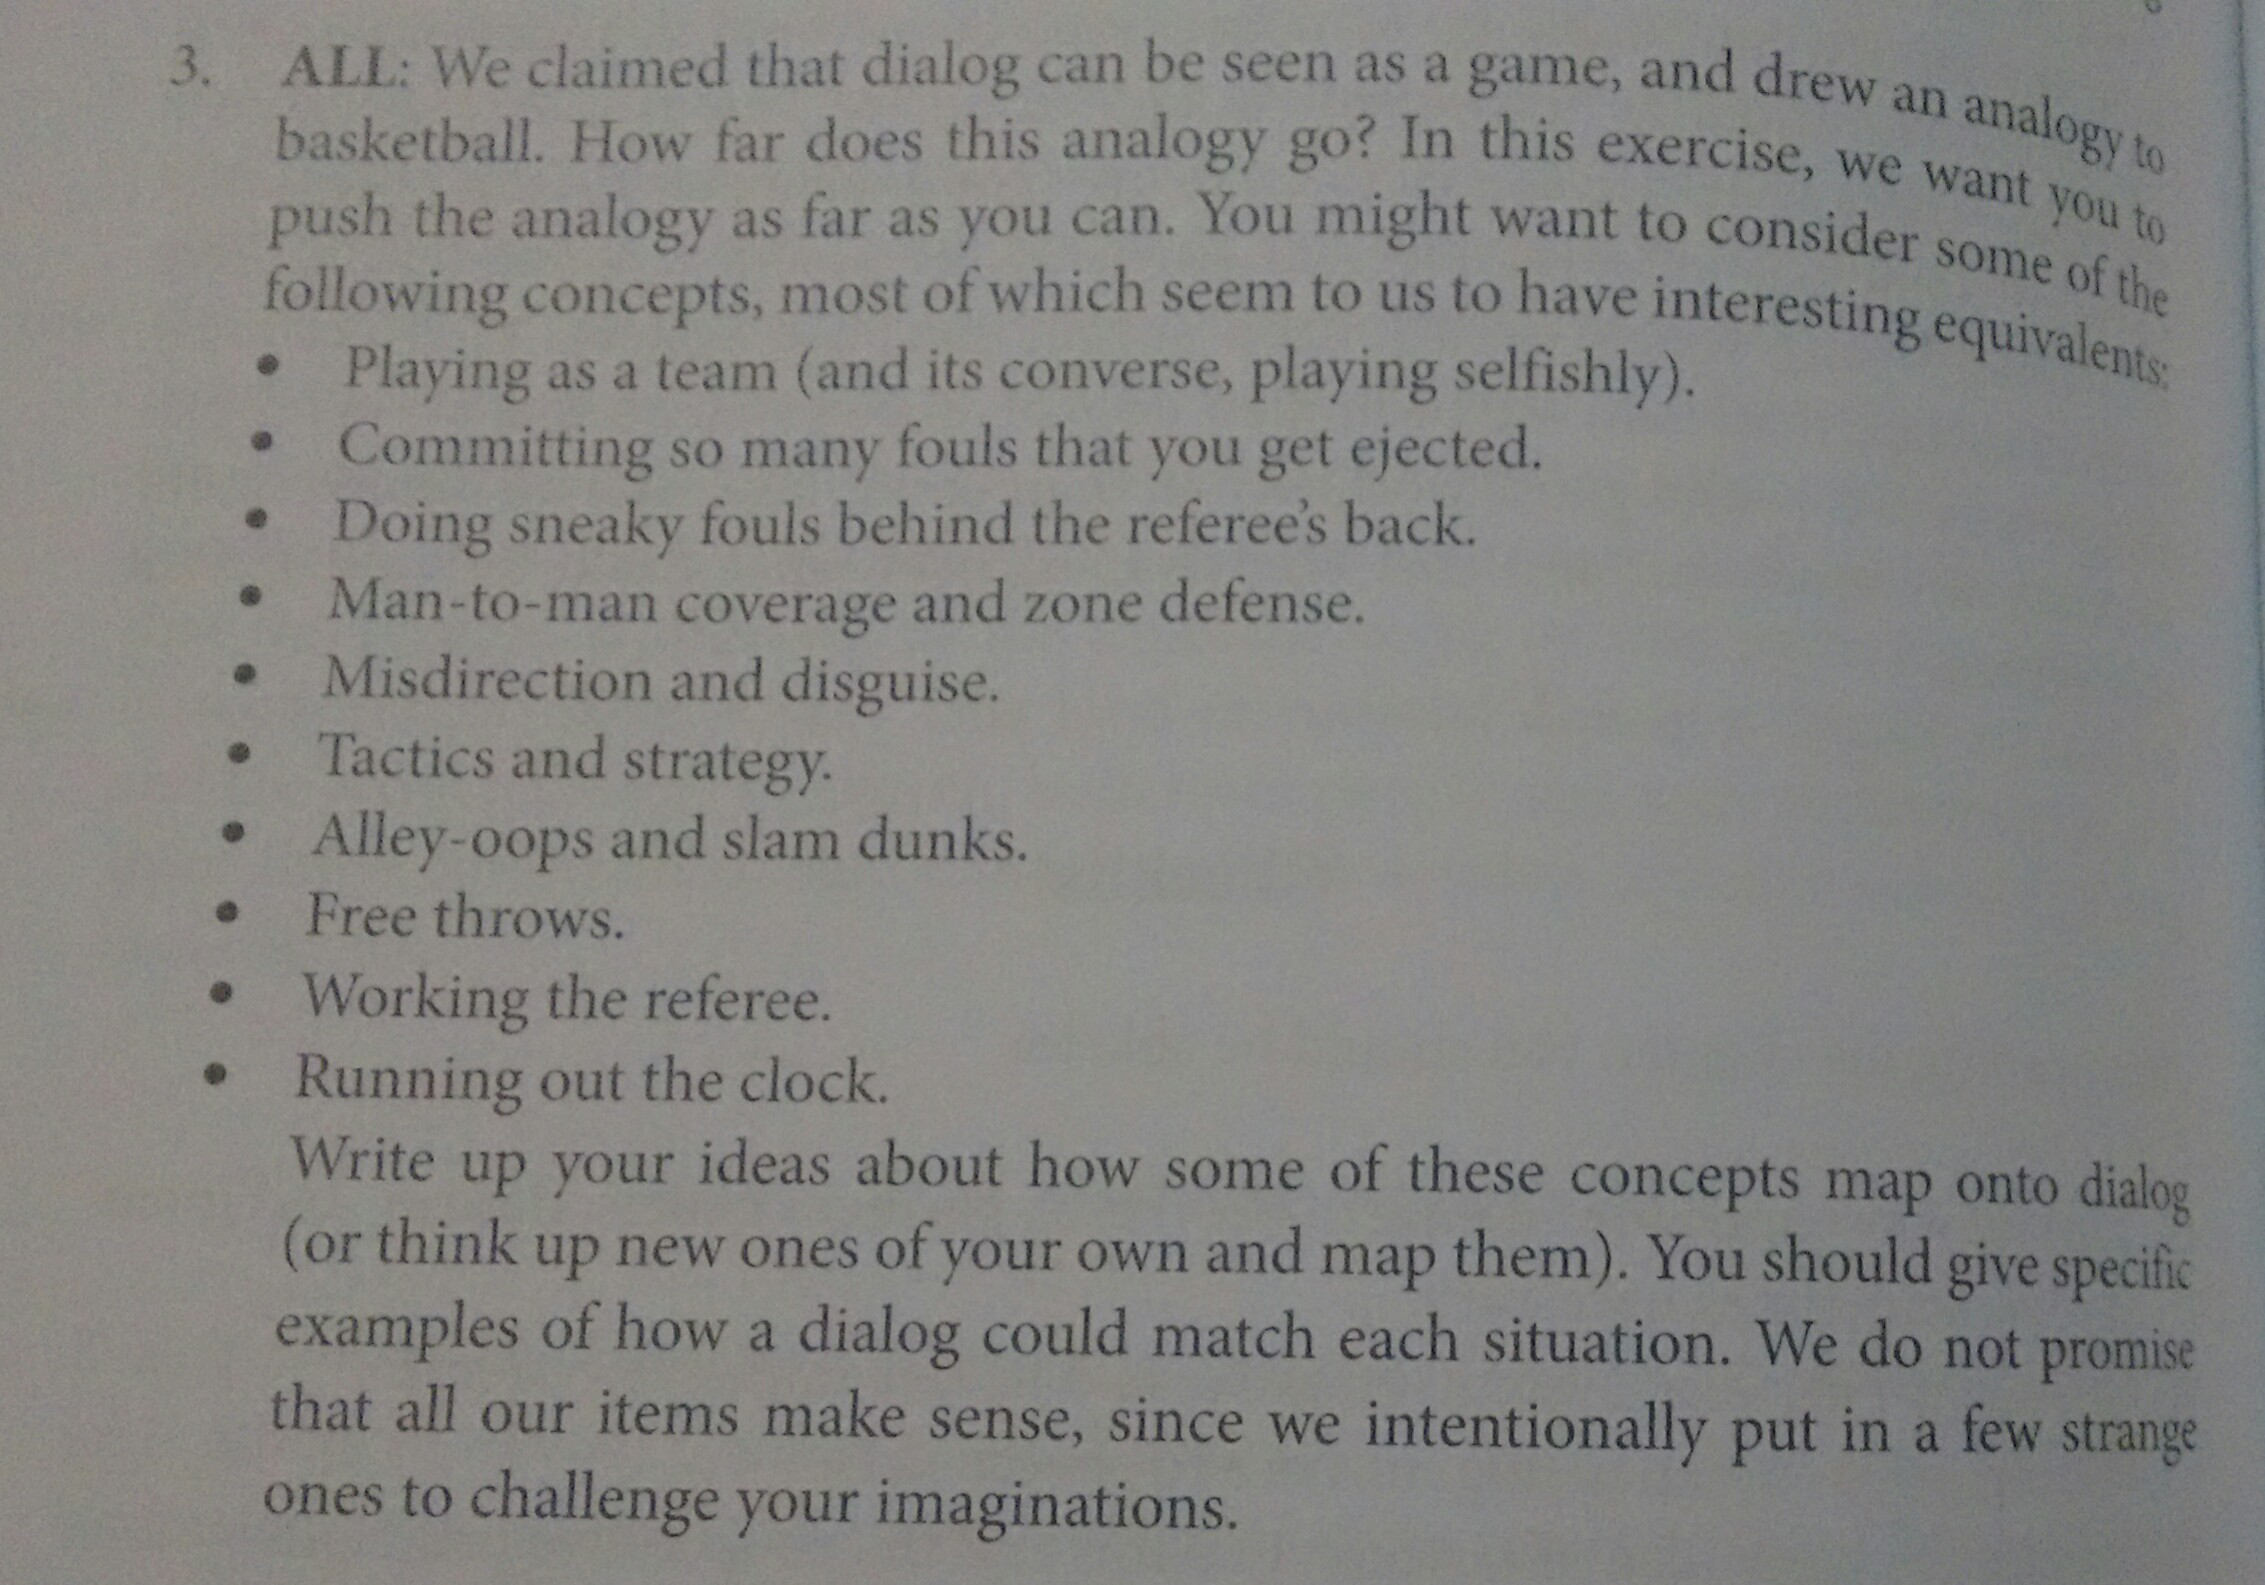 3. ALL: We claimed that dialog can be seen as a game, and drew an analogy to
basketball. How far does this analogy go? In this exercise, we want you to
push the analogy as far as you can. You might want to consider some of the
following concepts, most of which seem to us to have interesting equivalents:
• Playing as a team (and its converse, playing selfishly).
• Committing so many fouls that you get ejected.
• Doing sneaky fouls behind the referee's back.
• Man-to-man coverage and zone defense.
• Misdirection and disguise.
• Tactics and strategy.
• Alley-oops and slam dunks.
• Free throws.
• Working the referee.
• Running out the clock.
Write up your ideas about how some of these concepts map onto dialog
(or think up new ones of your own and map them). You should give specific
examples of how a dialog could match each situation. We do not promise
that all our items make sense, since we intentionally put in a few strange
ones to challenge your imaginations.